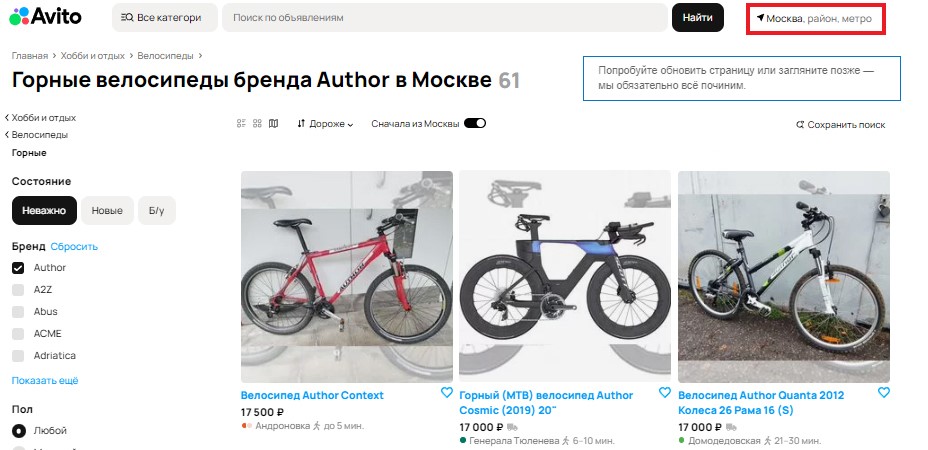 Avito
Все категори
Поиск по объявлениям
Найти
Москва, район, метро
Главная > Хобби и отдых > Велосипеды >
Горные велосипеды бренда Author в Москве 61
Попробуйте обновить страницу или загляните позже —
мы обязательно всё починим.
Хобби и отдых
Велосипеды
Горные
Дороже
Сначала из Москвы
Сохранить поиск
Состояние
Неважно
Новые
Б/у
Бренд Сбросить
Author
A2Z
Abus
ACME
Adriatica
Показать ещё
Пол
Любой
Велосипед Author Context
17 500 ₽
Андроновка до 5 мин.
Горный (MTB) велосипед Author
Cosmic (2019) 20"
17 000 ₽
Генерала Тюленева 6–10 мин.
Велосипед Author Quanta 2012
Колеса 26 Рама 16 (S)
17 000 ₽
Домодедовская 21–30 мин.